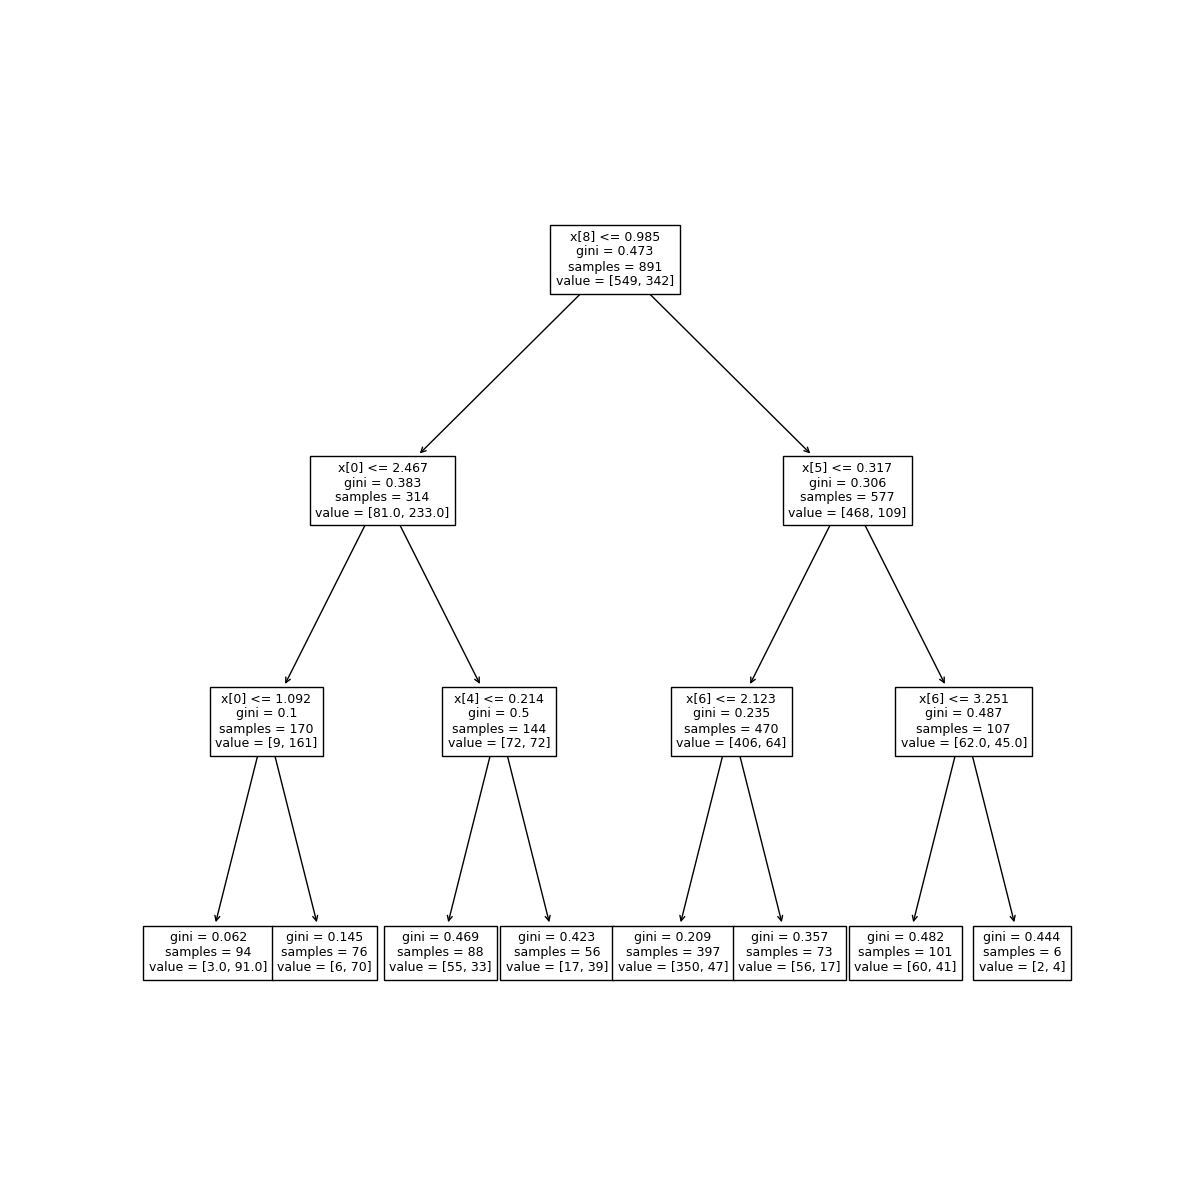 x[8] <= 0.985
gini = 0.473
samples = 891
value = [549, 342]
x[0] <= 2.467
gini = 0.383
samples = 314
value = [81.0, 233.0]
x[5] <= 0.317
gini = 0.306
samples = 577
value = [468, 109]
x[0] <= 1.092
gini = 0.1
samples = 170
value = [9, 161]
x[4] <= 0.214
gini = 0.5
samples = 144
value = [72, 72]
x[6] <= 2.123
gini = 0.235
samples = 470
value = [406, 64]
x[6] <= 3.251
gini = 0.487
samples = 107
value = [62.0, 45.0]
gini = 0.062
samples = 94
value = [3.0, 91.0]
gini = 0.145
samples = 76
value = [6, 70]
gini = 0.469
samples = 88
value = [55, 33]
gini = 0.423
samples = 56
value = [17, 39]
gini = 0.209
samples = 397
value = [350, 47]
gini = 0.357
samples = 73
value = [56, 17]
gini = 0.482
samples = 101
value = [60, 41]
gini = 0.444
samples = 6
value = [2, 4]